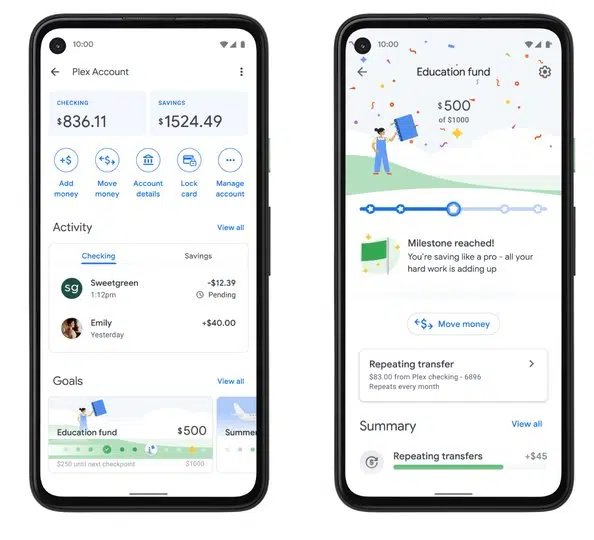 10:00
Plex Account
CHECKING
$836.11
SAVINGS
$1524.49
+$
$
Add
money
Move
money
Account
details
Lock
card
Manage
account
Activity
View all
Checking
Savings
sg
Sweetgreen
-$12.39
1:12pm
Pending
Emily
+$40.00
Yesterday
Goals
View all
Education fund
$500
$250 until next checkpoint
$1000
Summer
10:00
Education fund
$500
of $1000
Milestone reached!
You're saving like a pro - all your
hard work is adding up
$
Move money
Repeating transfer
$83.00 from Plex checking - 6896
Repeats every month
Summary
View all
$
Repeating transfers
+$45